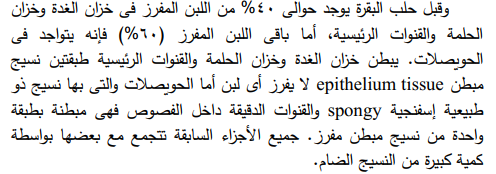 وقبل حلب البقرة يوجد حوالى ٤٠% من اللبن المفرز فى خزان الغدة وخزان
الحلمة والقنوات الرئيسية، أما باقى اللبن المفرز (٦٠%) فإنه يتواجد فى
الحويصلات. يبطن خزان الغدة وخزان الحلمة والقنوات الرئيسية طبقتين نسيج
مبطن epithelium tissue لا يفرز أى لبن أما الحويصلات والتى بها نسيج ذو
طبيعية إسفنجية spongy والقنوات الدقيقة داخل الفصوص فهى مبطنة بطبقة
واحدة من نسيج مبطن مفرز. جميع الأجزاء السابقة تتجمع مع بعضها بواسطة
كمية كبيرة من النسيج الضام.